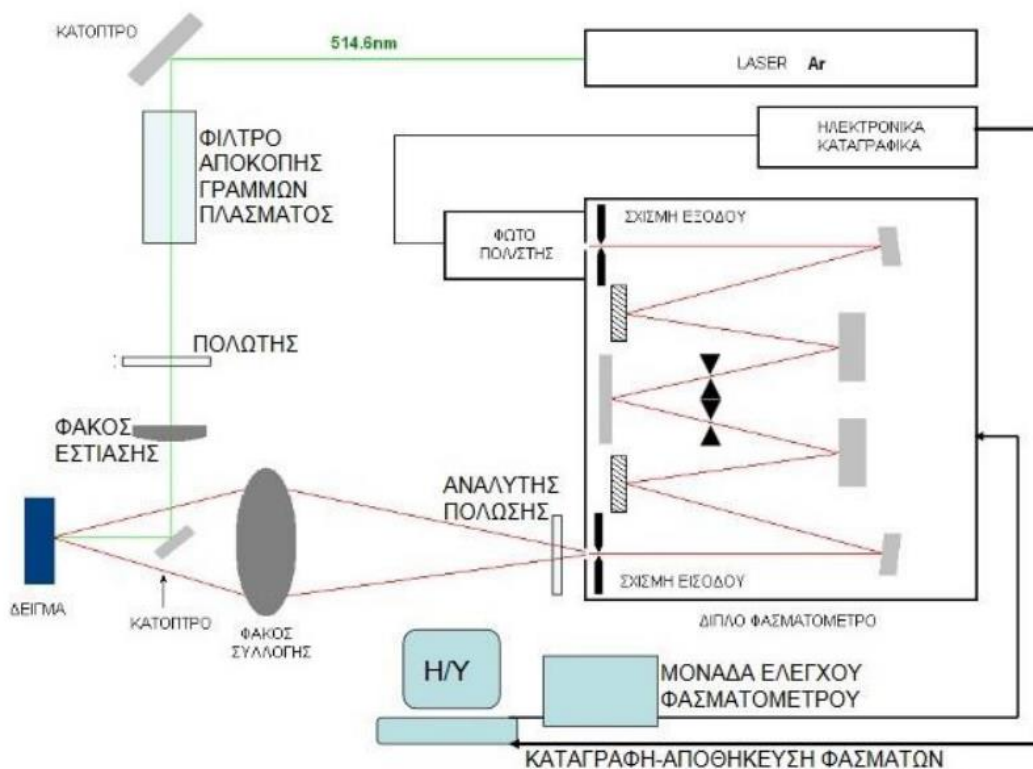 ΚΑΤΟΠΤΡΟ
514.6nm
LASER Ar
ΦΙΛΤΡΟ
ΑΠΟΚΟΠΗΣ
ΓΡΑΜΜΩΝ
ΠΛΑΣΜΑΤΟΣ
ΗΛΕΚΤΡΟΝΙΚΑ
ΚΑΤΑΓΡΑΦΙΚΑ
ΦΩΤΟ
ΠΟΛ/ΣΤΗΣ
ΣΧΙΣΜΗ ΕΞΟΔΟΥ
ΠΟΛΩΤΗΣ
ΦΑΚΟΣ
ΕΣΤΙΑΣΗΣ
ΑΝΑΛΥΤΗΣ
ΠΟΛΩΣΗΣ
ΣΧΙΣΜΗ ΕΙΣΟΔΟΥ
ΔΕΙΓΜΑ
ΚΑΤΟΠΤΡΟ
ΦΑΚΟΣ
ΣΥΛΛΟΓΗΣ
ΔΙΠΛΟ ΦΑΣΜΑΤΟΜΕΤΡΟ
Η/Υ
ΜΟΝΑΔΑ ΕΛΕΓΧΟΥ
ΦΑΣΜΑΤΟΜΕΤΡΟΥ
ΚΑΤΑΓΡΑΦΗ-ΑΠΟΘΗΚΕΥΣΗ ΦΑΣΜΑΤΩΝ